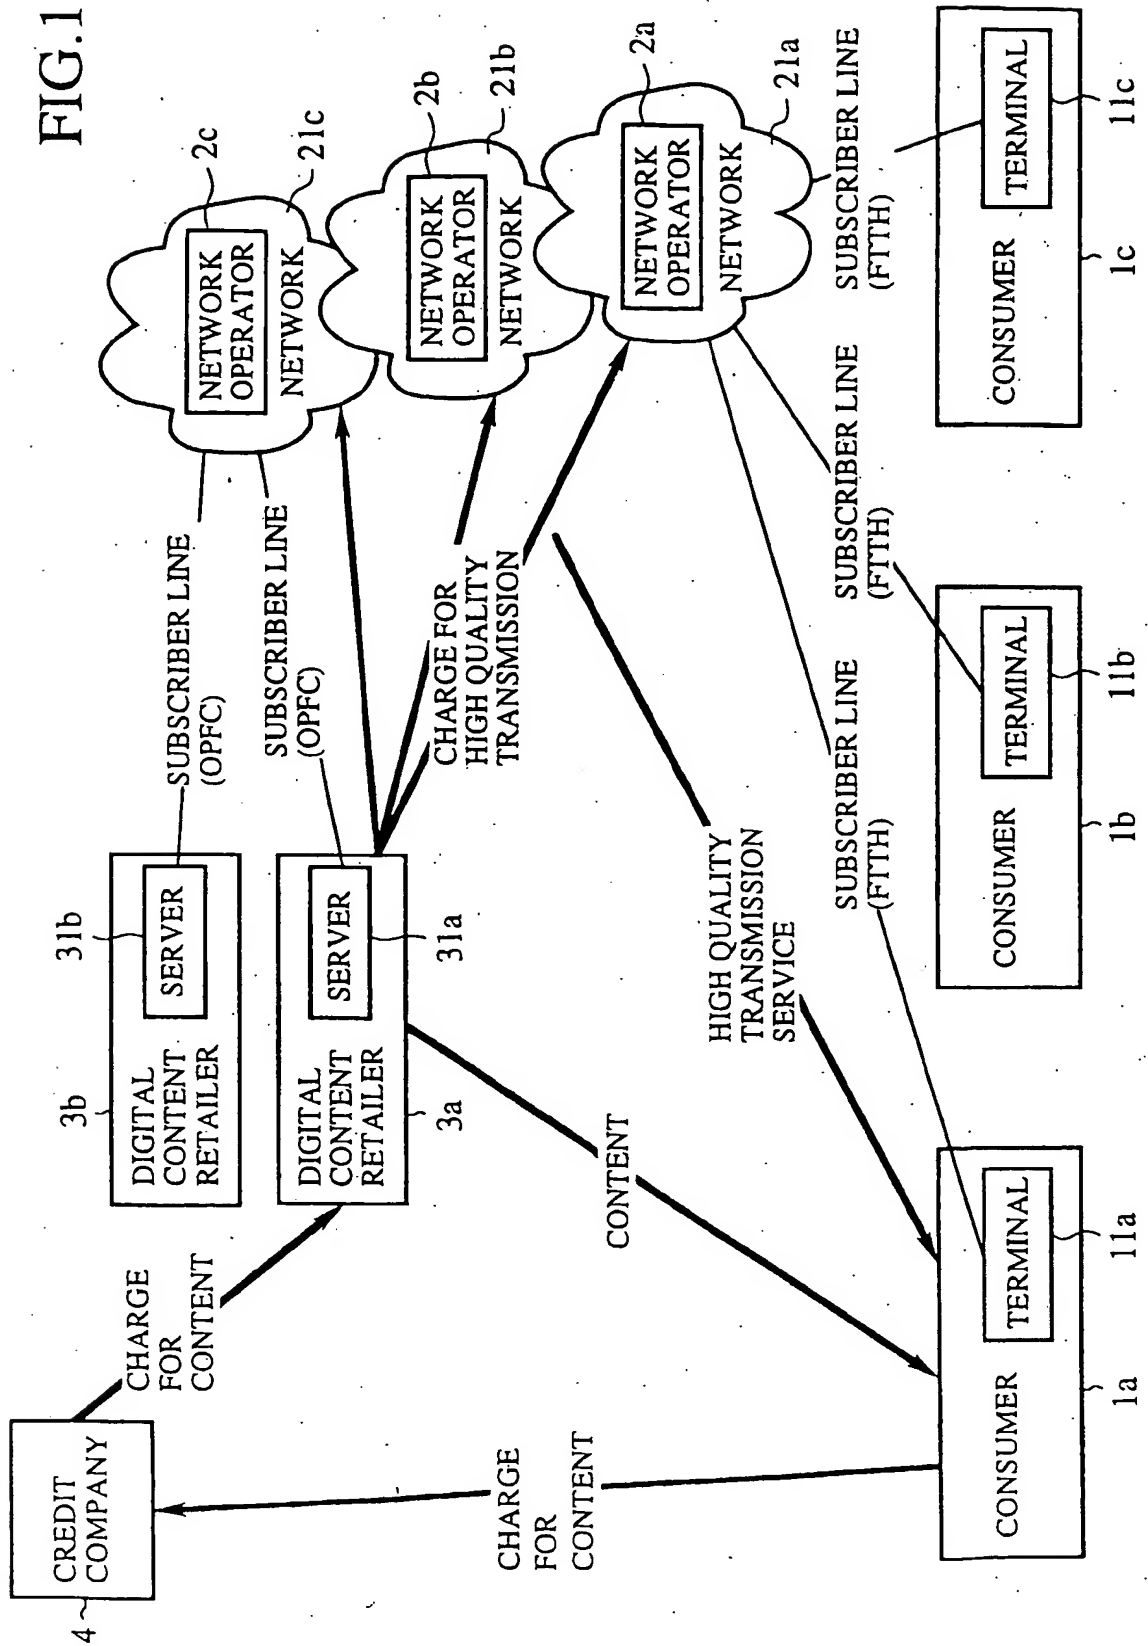 FIG.1
4
CREDIT
COMPANY
CHARGE
FOR
CONTENT
3b
31b
DIGITAL
CONTENT
RETAILER
SERVER
SUBSCRIBER LINE
(OPFC)
DIGITAL
CONTENT
RETAILER
SERVER
3a
31a
SUBSCRIBER LINE
(OPFC)
2c
21c
NETWORK
OPERATOR
NETWORK
2b
21b
NETWORK
OPERATOR
NETWORK
2a
21a
NETWORK
OPERATOR
NETWORK
CHARGE FOR
HIGH QUALITY
TRANSMISSION
CHARGE
FOR
CONTENT
CONTENT
HIGH QUALITY
TRANSMISSION
SERVICE
SUBSCRIBER LINE
(FTTH)
SUBSCRIBER LINE
(FTTH)
SUBSCRIBER LINE
(FTTH)
CONSUMER
TERMINAL
1a
11a
CONSUMER
TERMINAL
1b
11b
CONSUMER
TERMINAL
1c
11c